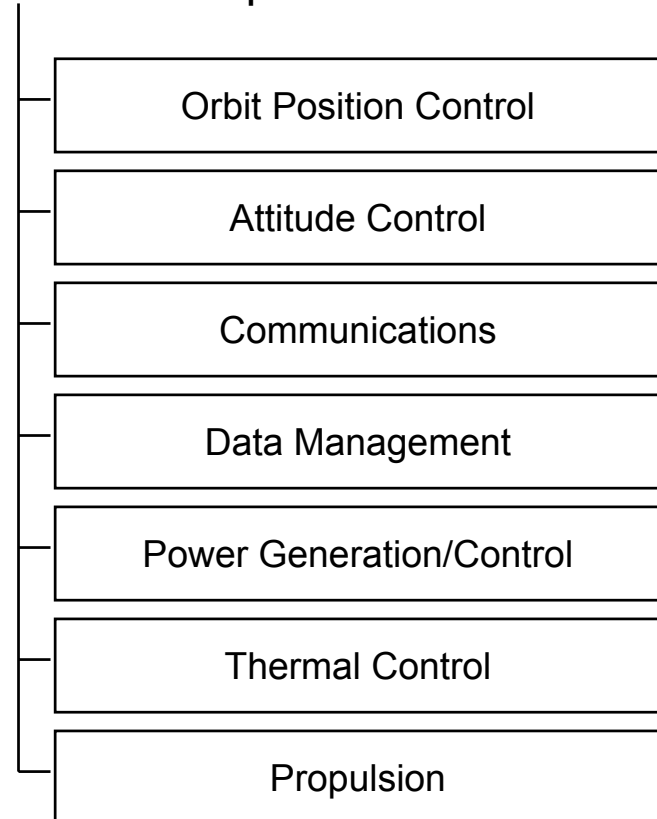 Orbit Position Control
Attitude Control
Communications
Data Management
Power Generation/Control
Thermal Control
Propulsion